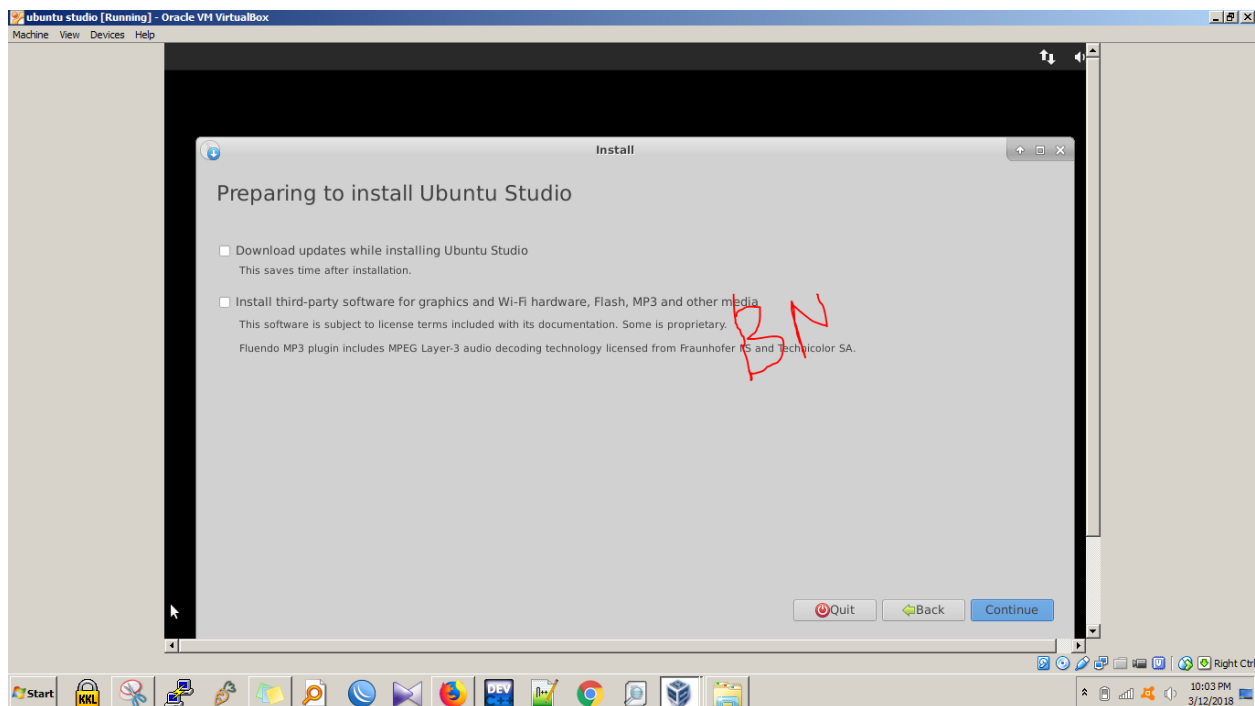 ubuntu studio [Running] - Oracle VM VirtualBox
Machine View Devices Help
Install
Preparing to install Ubuntu Studio
Download updates while installing Ubuntu Studio
This saves time after installation.
Install third-party software for graphics and Wi-Fi hardware, Flash, MP3 and other media
This software is subject to license terms included with its documentation. Some is proprietary.
Fluendo MP3 plugin includes MPEG Layer-3 audio decoding technology licensed from Fraunhofer IIS and Technicolor SA.
BN
Quit Back Continue
Right Ctrl
Start KKL DEV C++ 10:03 PM
3/12/2018